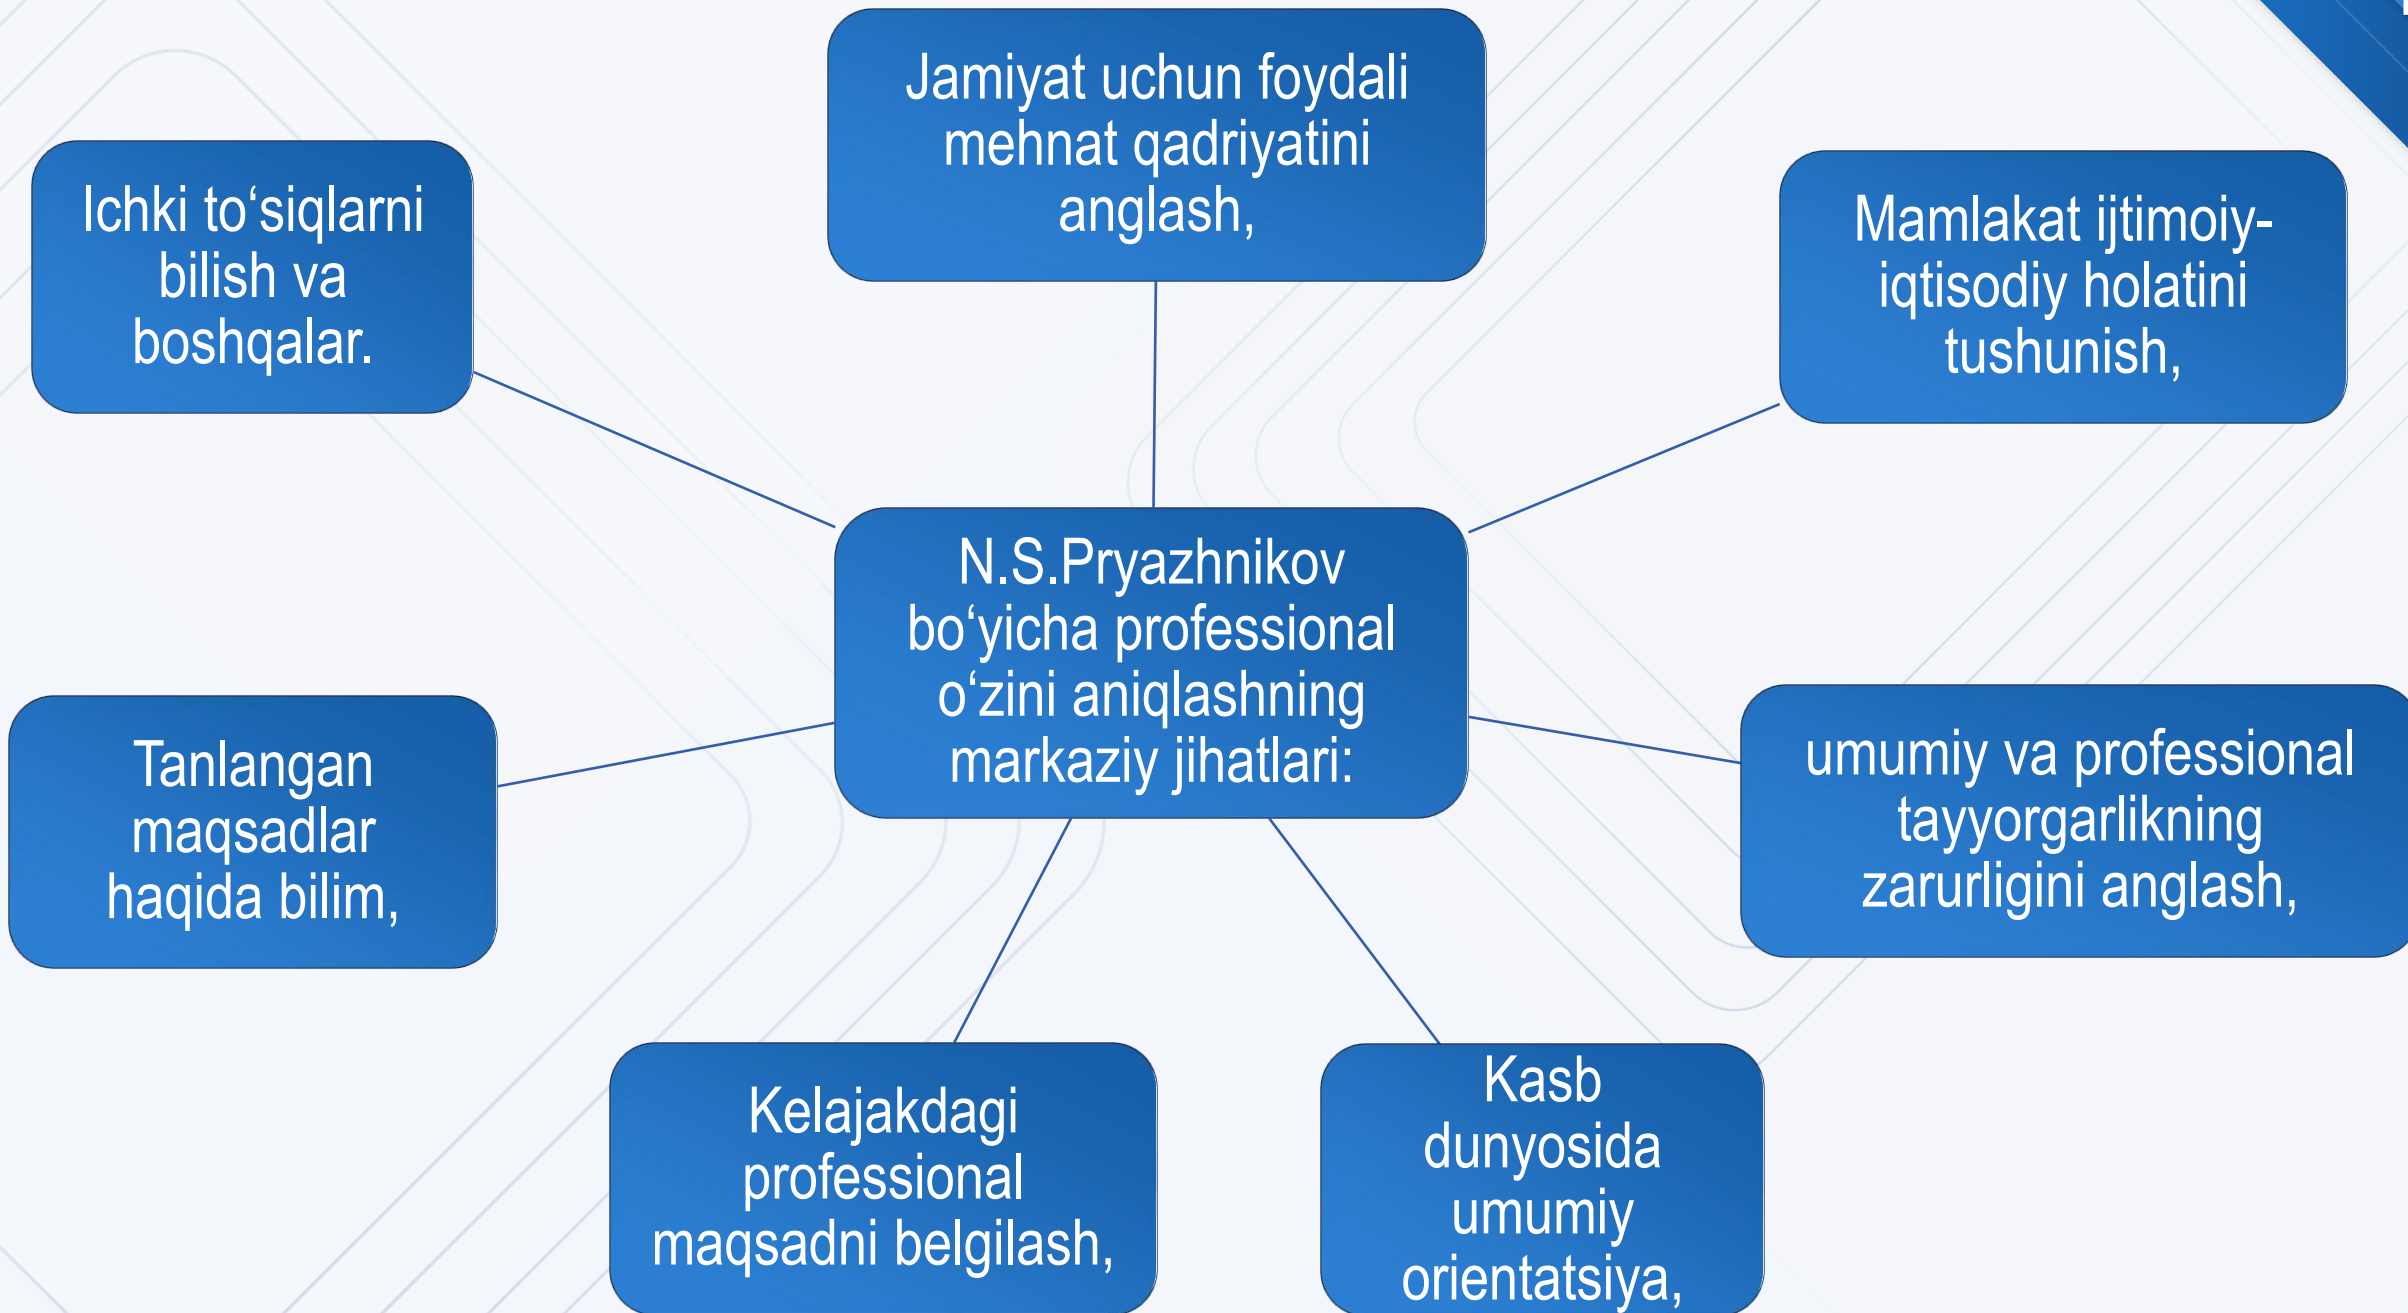 Jamiyat uchun foydali
mehnat qadriyatini
anglash,
Ichki to‘siqlarni
bilish va
boshqalar.
Mamlakat ijtimoiy-
iqtisodiy holatini
tushunish,
N.S.Pryazhnikov
bo‘yicha professional
o‘zini aniqlashning
markaziy jihatlari:
Tanlangan
maqsadlar
haqida bilim,
umumiy va professional
tayyorgarlikning
zarurligini anglash,
Kelajakdagi
professional
maqsadni belgilash,
Kasb
dunyosida
umumiy
orientatsiya,